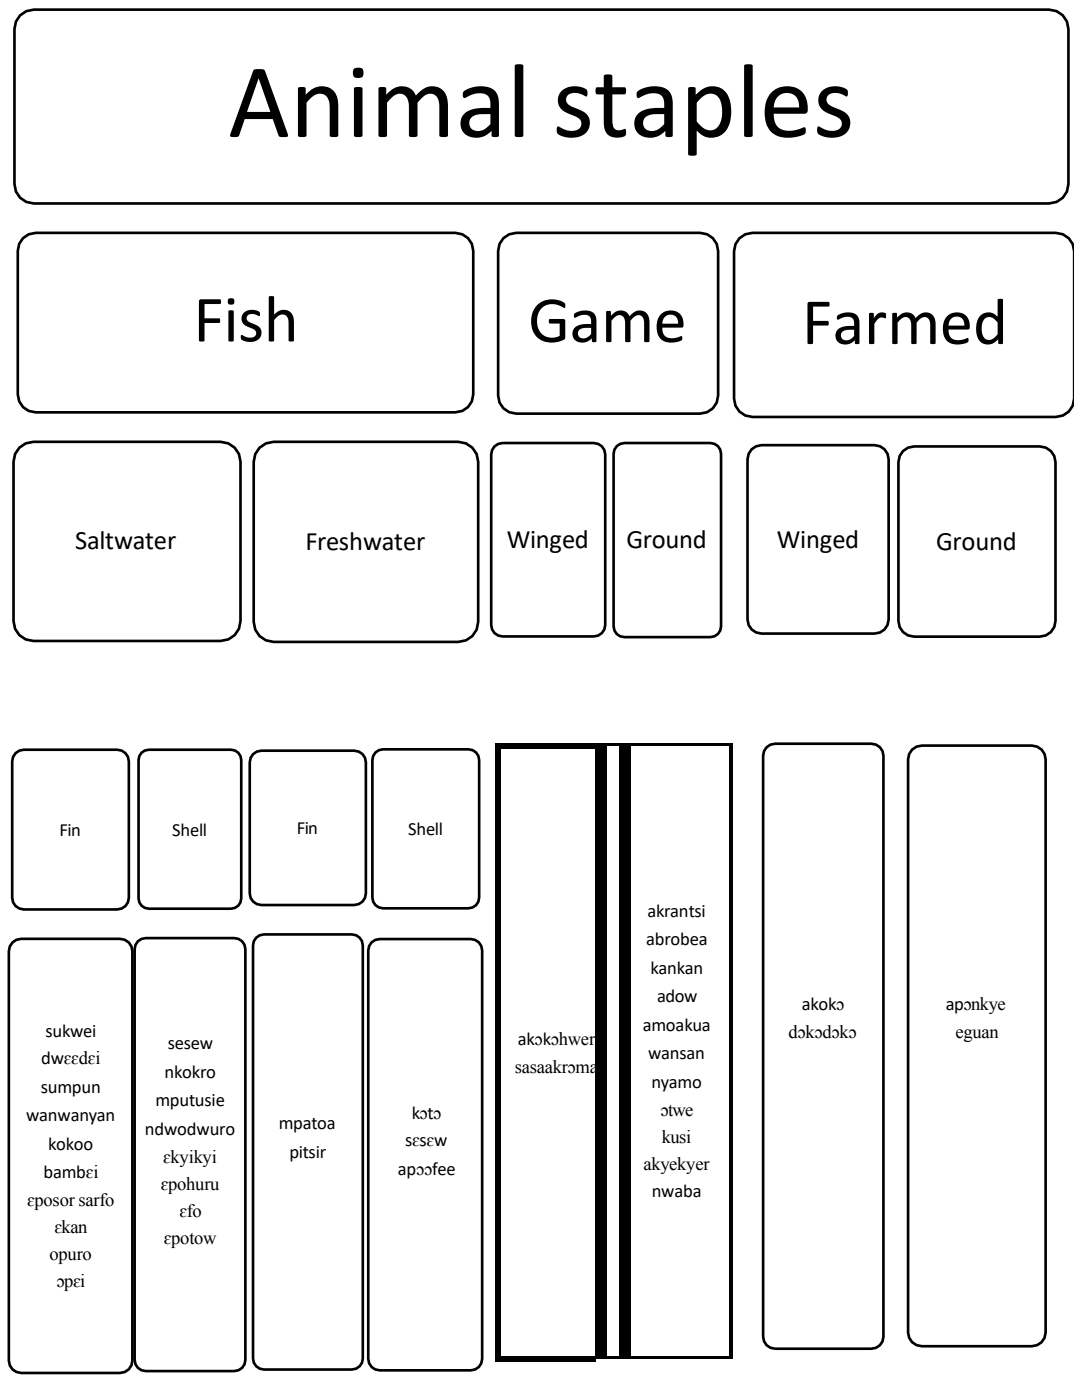 Animal staples
Fish
Game
Farmed
Saltwater
Freshwater
Winged
Ground
Winged
Ground
Fin
Shell
Fin
Shell
sukwei
dwɛɛdɛi
sumpun
wanwanyan
kokoo
bambɛi
ɛposor sarfo
ɛkan
opuro
ɔpɛi
sesew
nkokro
mputusie
ndwodwuro
ɛkyikyi
ɛpohuru
ɛfo
ɛpotow
mpatoa
pitsir
kɔtɔ
sɛsɛw
apɔɔfee
akɔkɔhwer
sasaakrɔma
akrantsi
abrobea
kankan
adow
amoakua
wansan
nyamo
ɔtwe
kusi
akyekyer
nwaba
akokɔ
dɔkɔdɔkɔ
apɔnkye
eguan